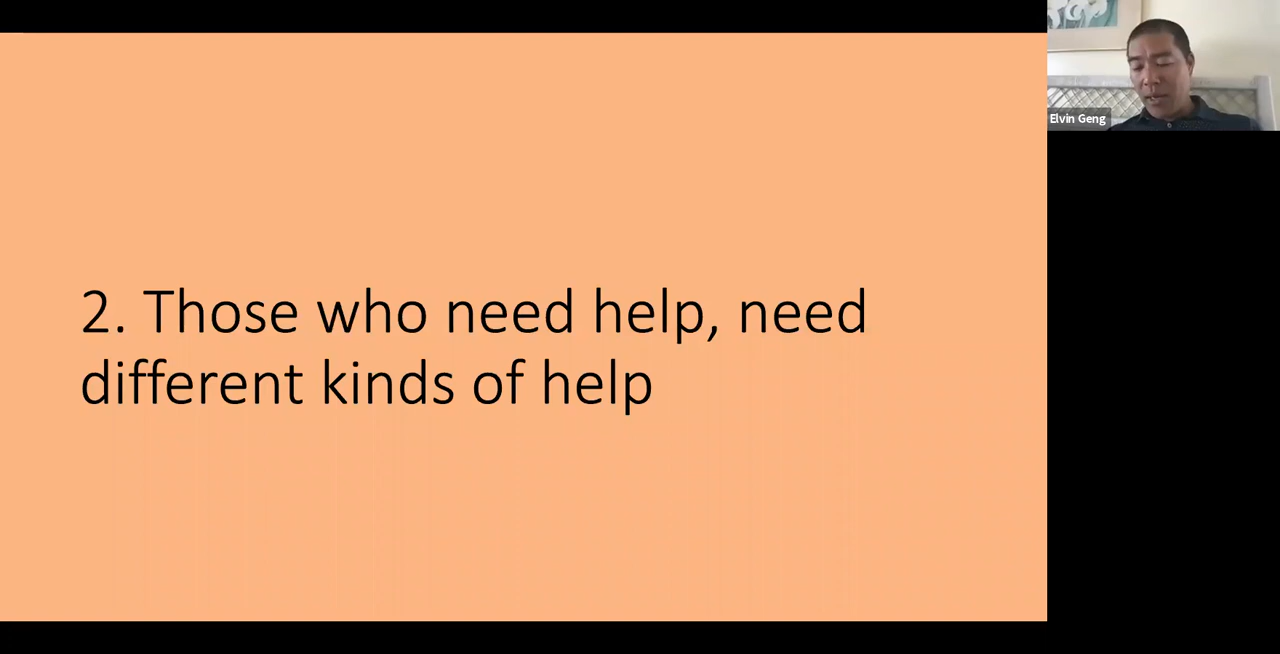 2. Those who need help, need
different kinds of help
Elvin Geng